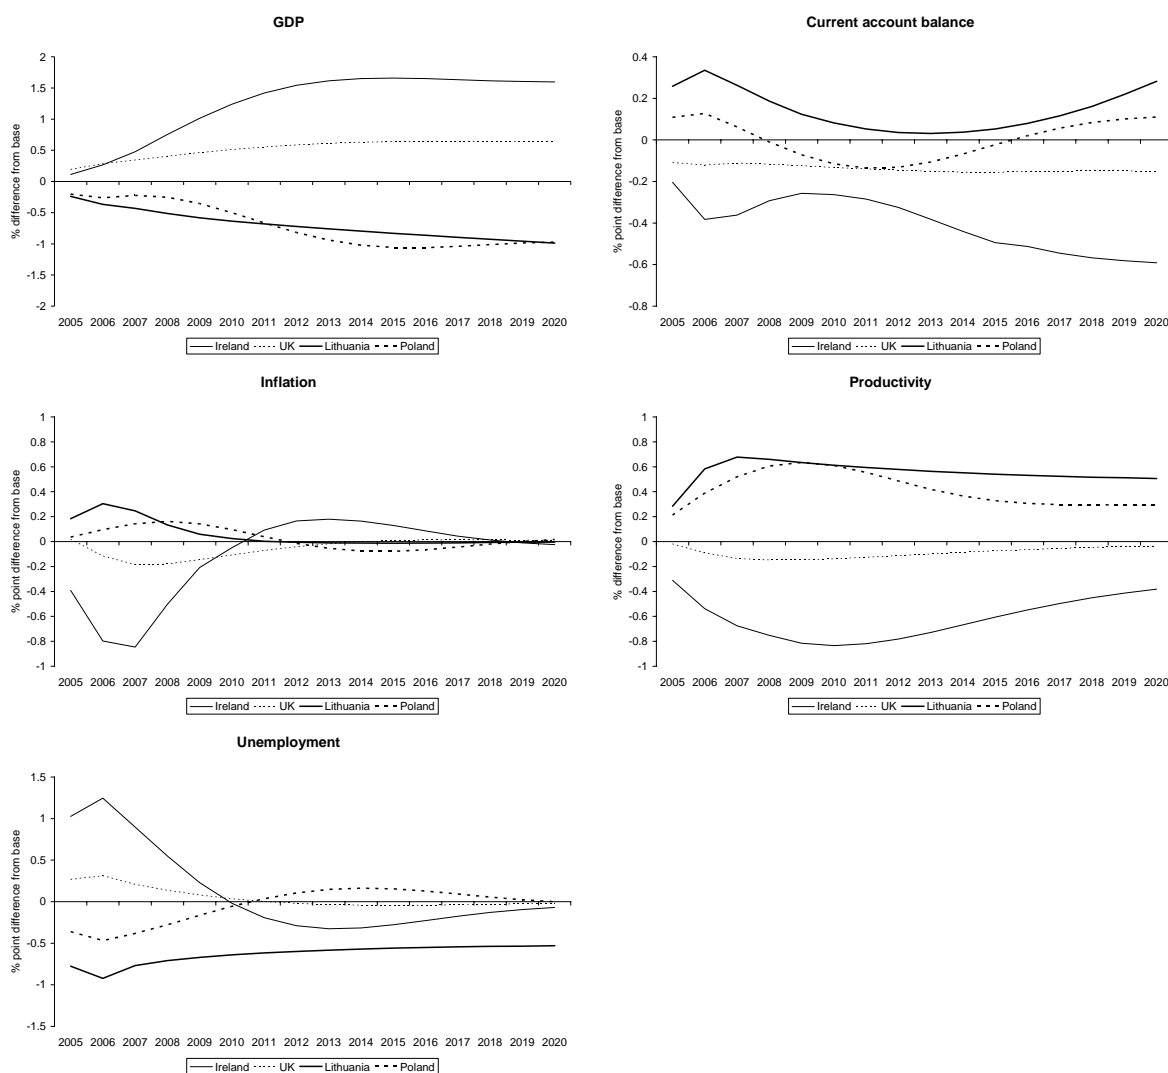 GDP
2
1.5
1
0.5
0
-0.5
-1
-1.5
-2
% difference from base
2005 2006 2007 2008 2009 2010 2011 2012 2013 2014 2015 2016 2017 2018 2019 2020
Ireland UK Lithuania Poland
Current account balance
0.4
0.2
0
-0.2
-0.4
-0.6
-0.8
% point difference from base
2005 2006 2007 2008 2009 2010 2011 2012 2013 2014 2015 2016 2017 2018 2019 2020
Ireland UK Lithuania Poland
Inflation
1
0.8
0.6
0.4
0.2
0
-0.2
-0.4
-0.6
-0.8
-1
% point difference from base
2005 2006 2007 2008 2009 2010 2011 2012 2013 2014 2015 2016 2017 2018 2019 2020
Ireland UK Lithuania Poland
Productivity
1
0.8
0.6
0.4
0.2
0
-0.2
-0.4
-0.6
-0.8
-1
% difference from base
2005 2006 2007 2008 2009 2010 2011 2012 2013 2014 2015 2016 2017 2018 2019 2020
Ireland UK Lithuania Poland
Unemployment
1.5
1
0.5
0
-0.5
-1
-1.5
% point difference from base
2005 2006 2007 2008 2009 2010 2011 2012 2013 2014 2015 2016 2017 2018 2019 2020
Ireland UK Lithuania Poland